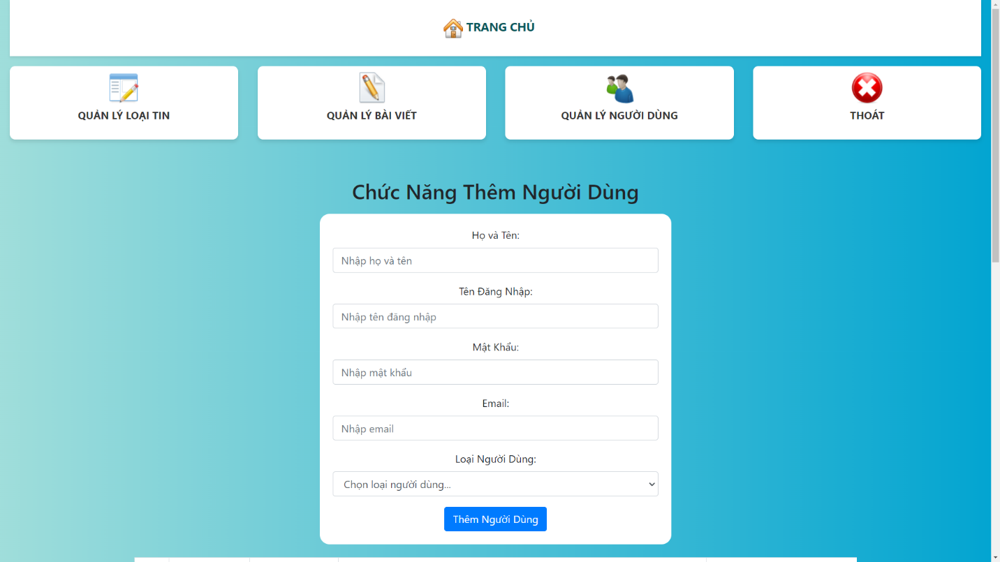 TRANG CHỦ
QUẢN LÝ LOẠI TIN
QUẢN LÝ BÀI VIẾT
QUẢN LÝ NGƯỜI DÙNG
THOÁT
Chức Năng Thêm Người Dùng
Họ và Tên:
Nhập họ và tên
Tên Đăng Nhập:
Nhập tên đăng nhập
Mật Khẩu:
Nhập mật khẩu
Email:
Nhập email
Loại Người Dùng:
Chọn loại người dùng...
Thêm Người Dùng